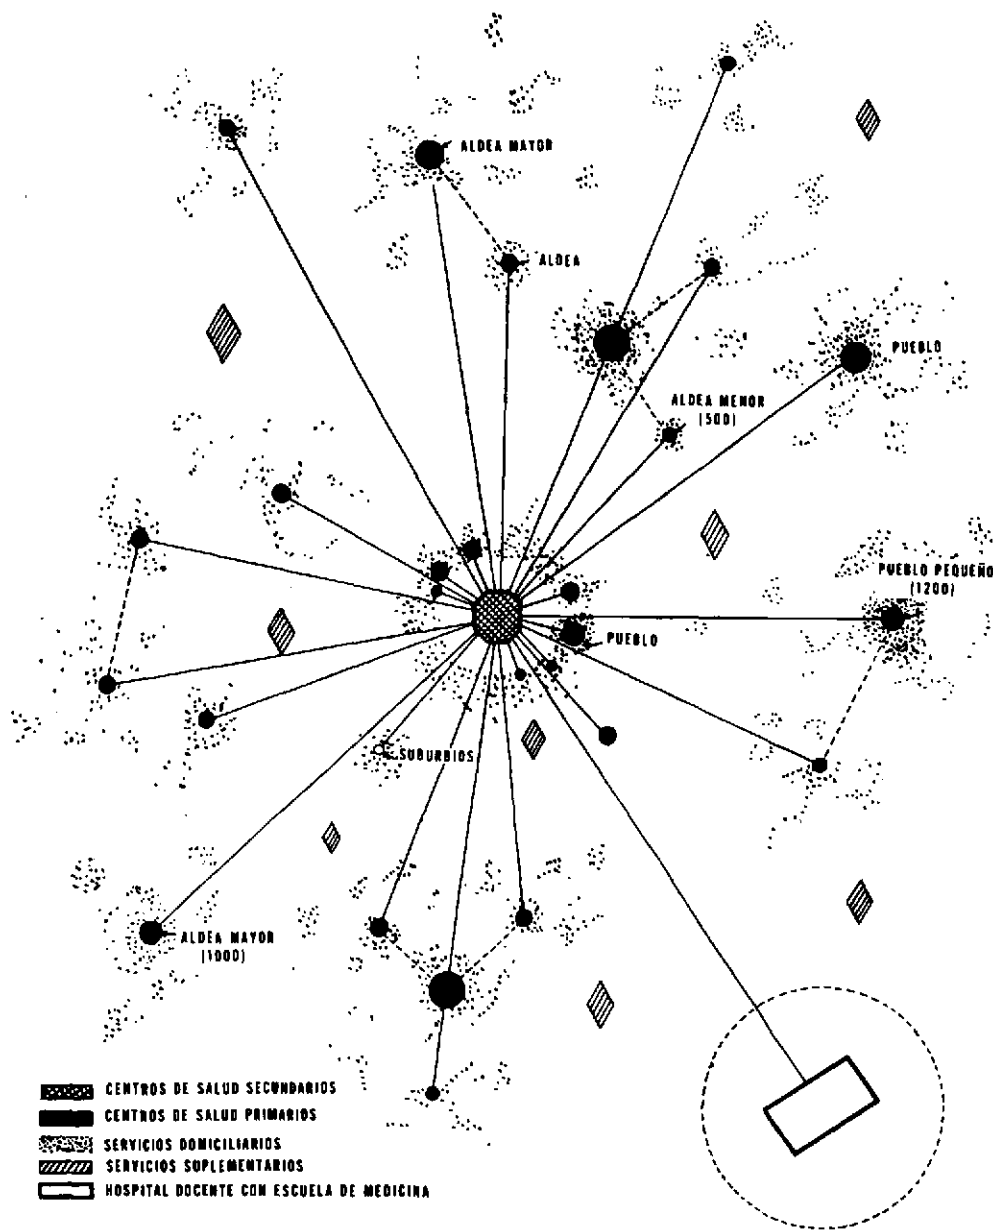 ALDEA MAYOR
ALDEA
PUEBLO
ALDEA MENOR
(500)
PUEBLO PEQUEÑO
(1200)
PUEBLO
SUBURBIOS
ALDEA MAYOR
(1000)
CENTROS DE SALUD SECUNDARIOS
CENTROS DE SALUD PRIMARIOS
SERVICIOS DOMICILIARIOS
SERVICIOS SUPLEMENTARIOS
HOSPITAL DOCENTE CON ESCUELA DE MEDICINA